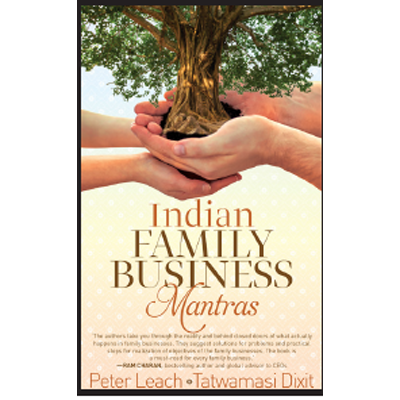 Indian
FAMILY
BUSINESS
Mantras
"The authors take you through the reality and behind closed doors of what actually
happens in family businesses. They suggest solutions for problems and practical
steps for realization of objectives of the family businesses. The book is
a must-read for every family business."
—RAM CHARAN, bestselling author and global advisor to CEOs
Peter Leach • Tatwamasi Dixit